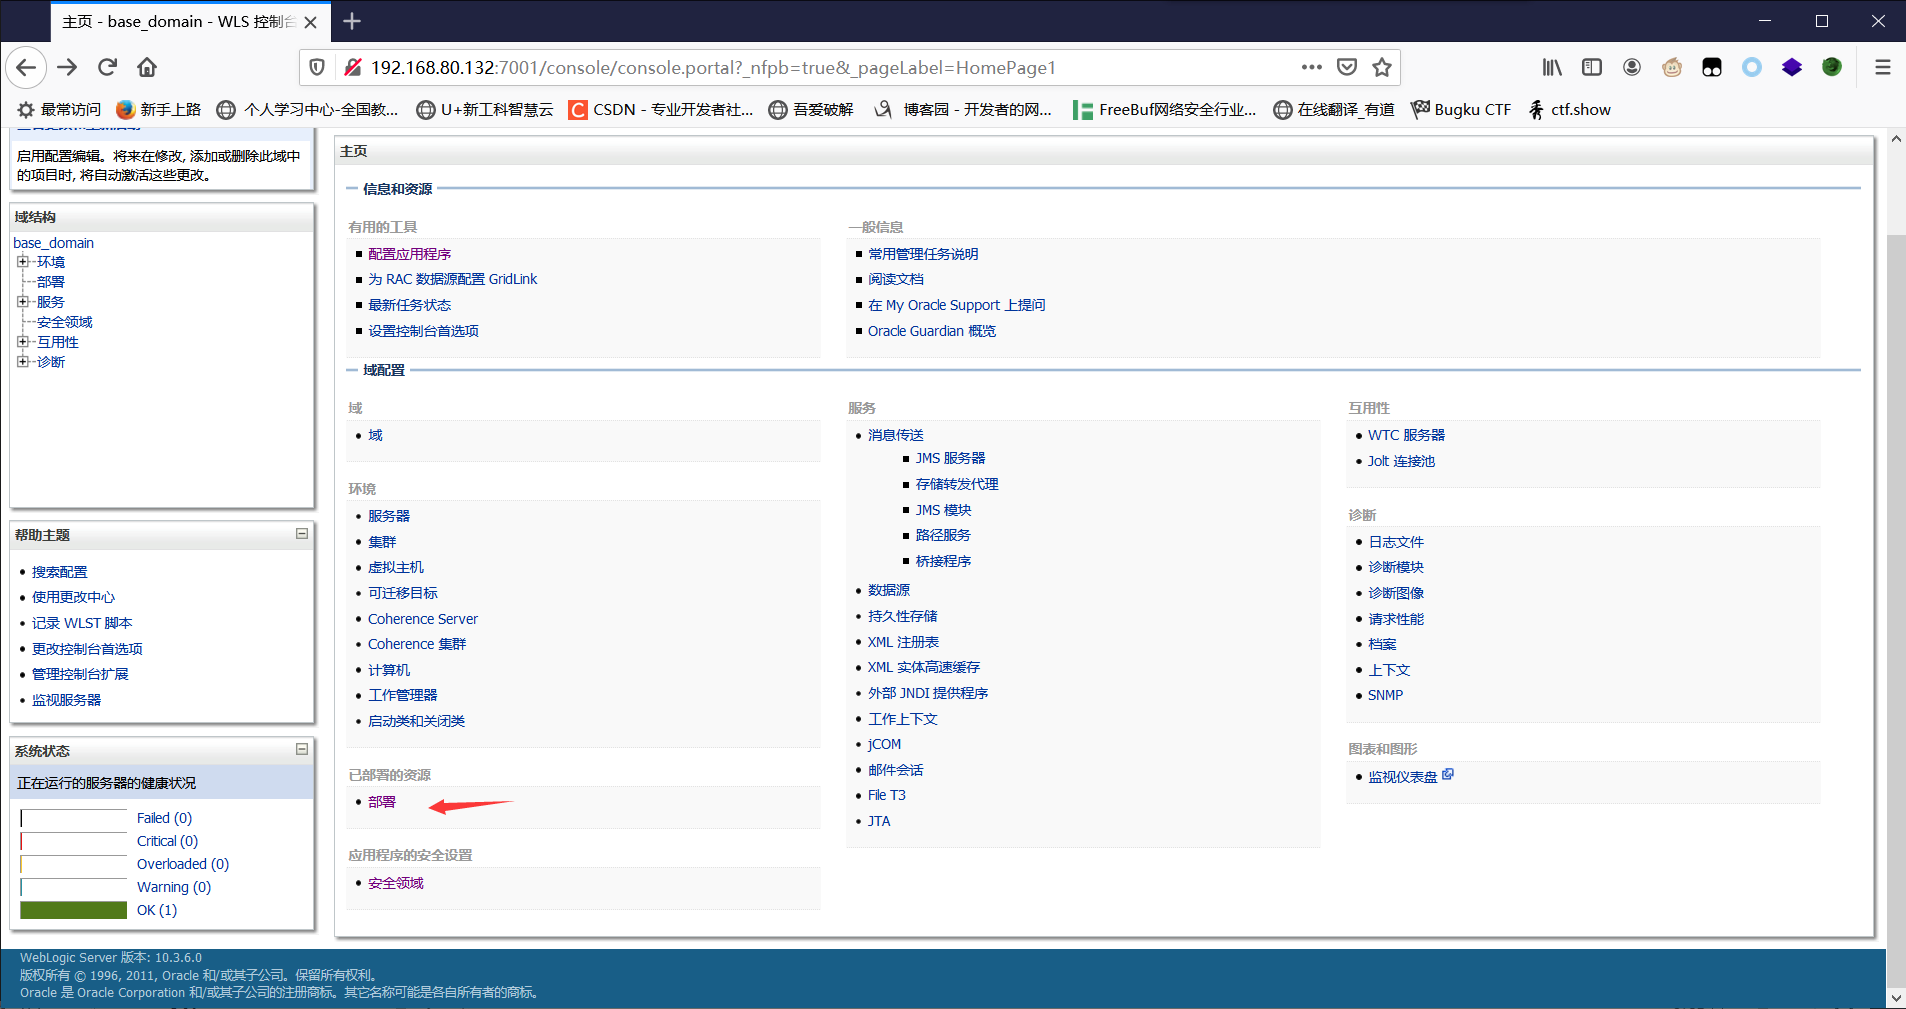 主页 - base_domain - WLS 控制台
192.168.80.132:7001/console/console.portal?_nfpb=true&_pageLabel=HomePage1
最常访问 新手上路 个人学习中心-全国教... U+新工科智慧云 CSDN - 专业开发者社... 吾爱破解 博客园 - 开发者的网... FreeBuf网络安全行业... 在线翻译_有道 Bugku CTF ctf.show
启用配置编辑。将来在修改, 添加或删除此域中
的项目时, 将自动激活这些更改。
域结构
base_domain
环境
部署
服务
安全领域
互用性
诊断
帮助主题
搜索配置
使用更改中心
记录 WLST 脚本
更改控制台首选项
管理控制台扩展
监视服务器
系统状态
正在运行的服务器的健康状况
Failed (0)
Critical (0)
Overloaded (0)
Warning (0)
OK (1)
主页
信息和资源
有用的工具
配置应用程序
为 RAC 数据源配置 GridLink
最新任务状态
设置控制台首选项
一般信息
常用管理任务说明
阅读文档
在 My Oracle Support 上提问
Oracle Guardian 概览
域配置
域
域
环境
服务器
集群
虚拟主机
可迁移目标
Coherence Server
Coherence 集群
计算机
工作管理器
启动类和关闭类
已部署的资源
部署
应用程序的安全设置
安全领域
服务
消息传送
JMS 服务器
存储转发代理
JMS 模块
路径服务
桥接程序
数据源
持久性存储
XML 注册表
XML 实体高速缓存
外部 JNDI 提供程序
工作上下文
jCOM
邮件会话
File T3
JTA
互用性
WTC 服务器
Jolt 连接池
诊断
日志文件
诊断模块
诊断图像
请求性能
档案
上下文
SNMP
图表和图形
监视仪表盘
WebLogic Server 版本: 10.3.6.0
版权所有 © 1996, 2011, Oracle 和/或其子公司。保留所有权利。
Oracle 是 Oracle Corporation 和/或其子公司的注册商标。其它名称可能是各自所有者的商标。